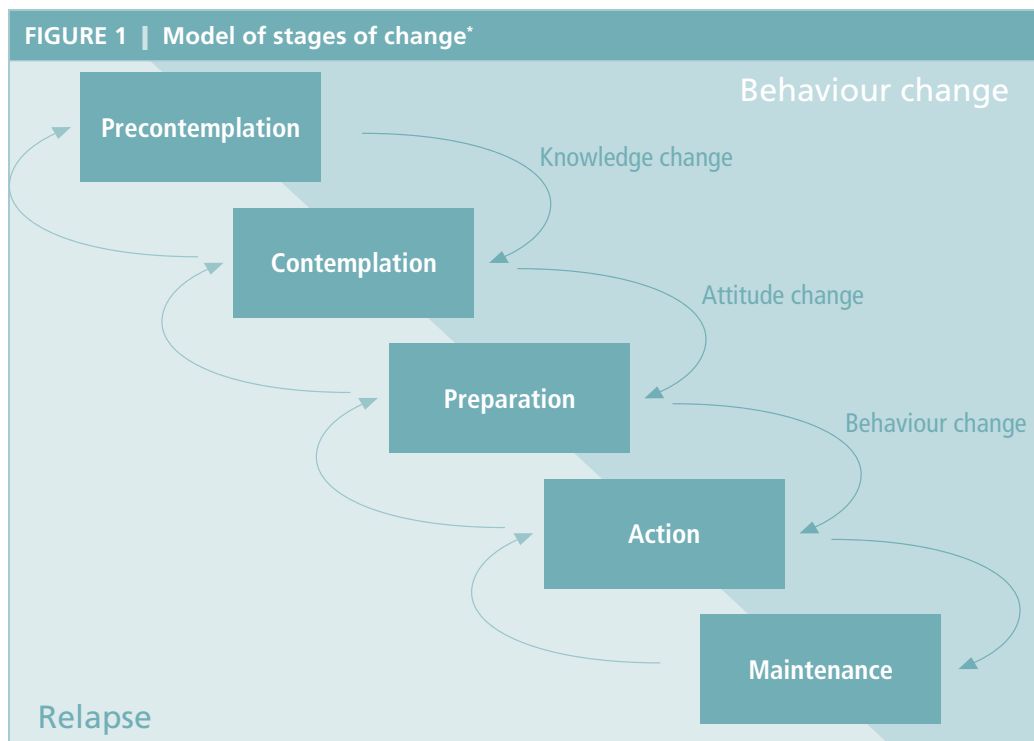 FIGURE 1 | Model of stages of change*
Behaviour change
Precontemplation
Knowledge change
Contemplation
Attitude change
Preparation
Behaviour change
Action
Maintenance
Relapse